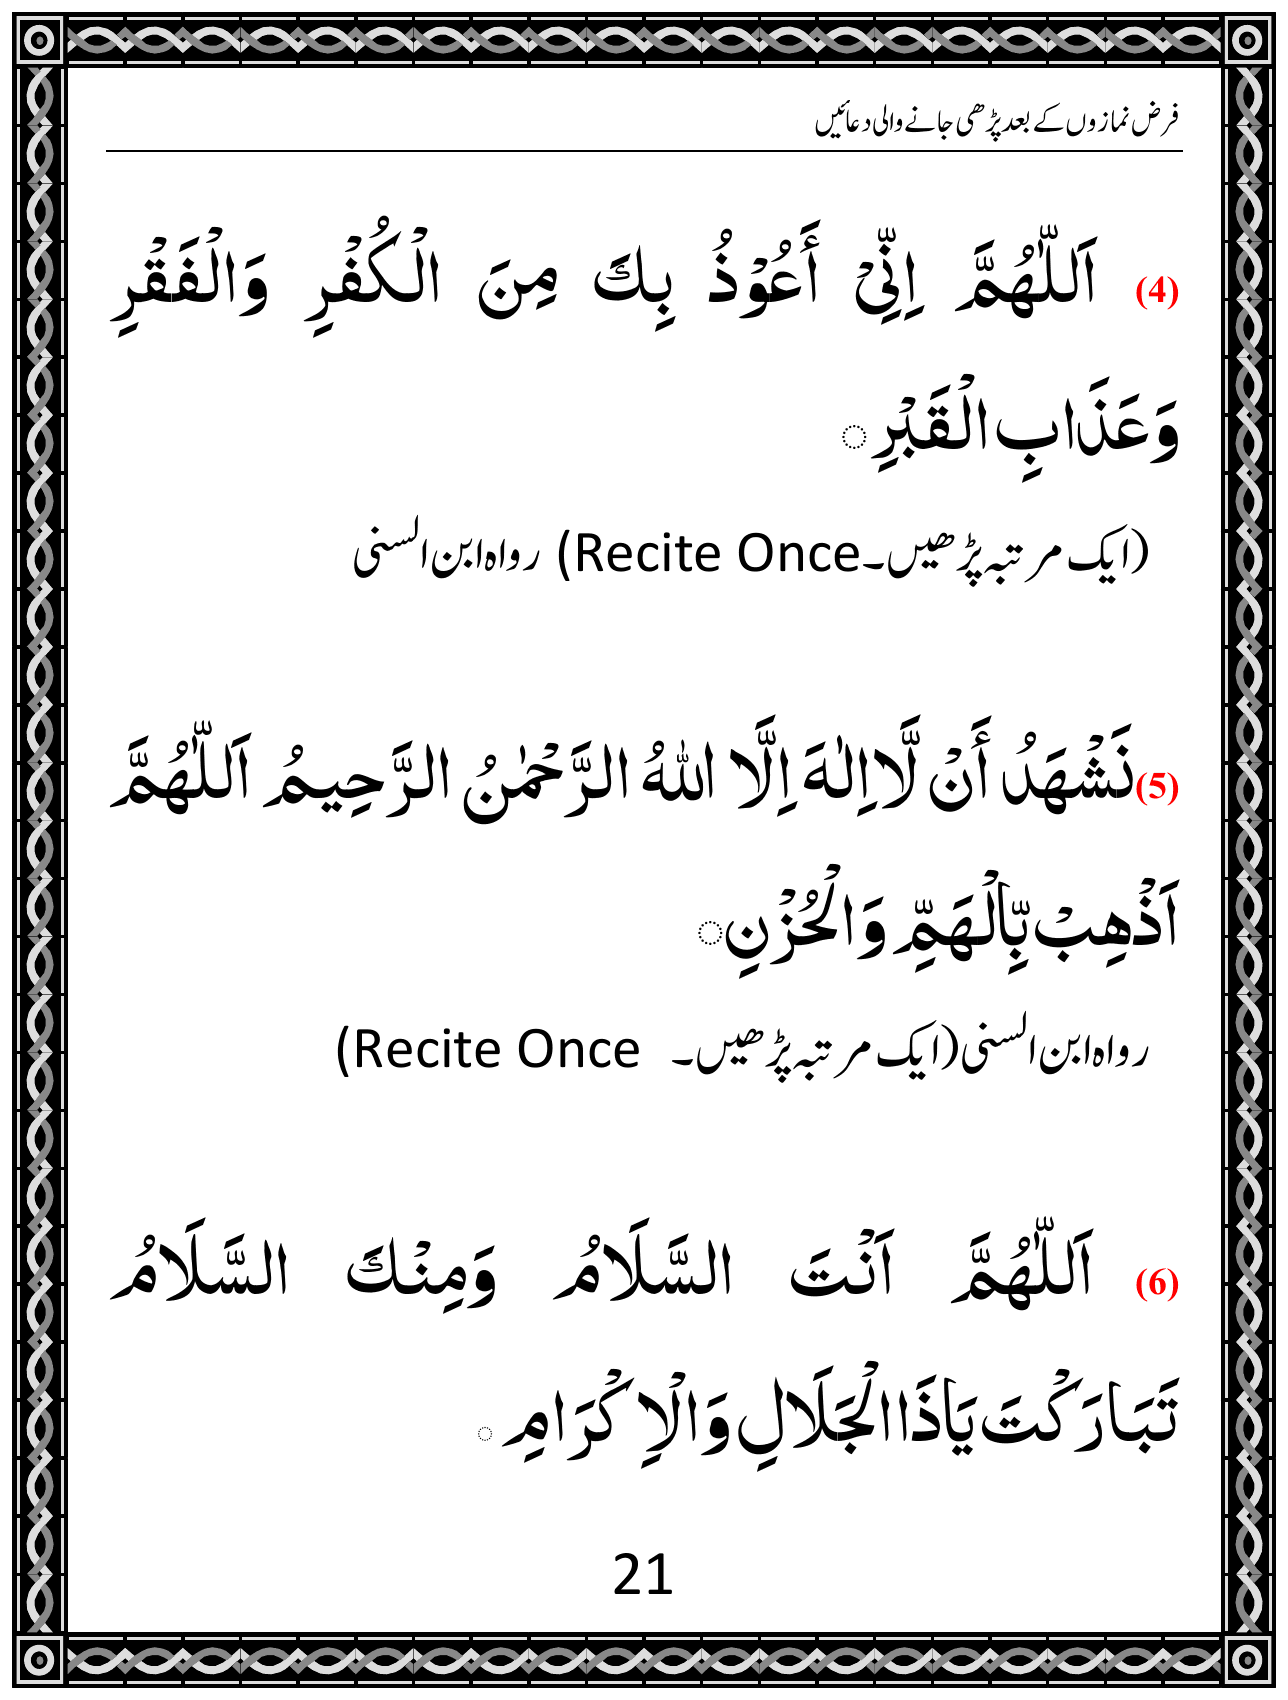 فرض نمازوں کے بعد پڑھی جانے والی دعائیں
(4) اَللّٰهُمَّ اِنِّيْ أَعُوْذُ بِكَ مِنَ الْكُفْرِ وَالْفَقْرِ
وَعَذَابِ الْقَبْرِ ◌
(ایک مرتبہ پڑھیں۔Recite Once) رواہ ابن السنی
(5) نَشْهَدُ أَنْ لَّااِلٰهَ اِلَّا اللهُ الرَّحْمٰنُ الرَّحِيمُ اَللّٰهُمَّ
اَذْهِبْ بِّالْهَمِّ وَالْحُزْنِ◌
رواہ ابن السنی(ایک مرتبہ پڑھیں۔ Recite Once)
(6) اَللّٰهُمَّ اَنْتَ السَّلَامُ وَمِنْكَ السَّلَامُ
تَبَارَكْتَ يَاذَا الْجَلَالِ وَالْاِكْرَامِ ◌
21